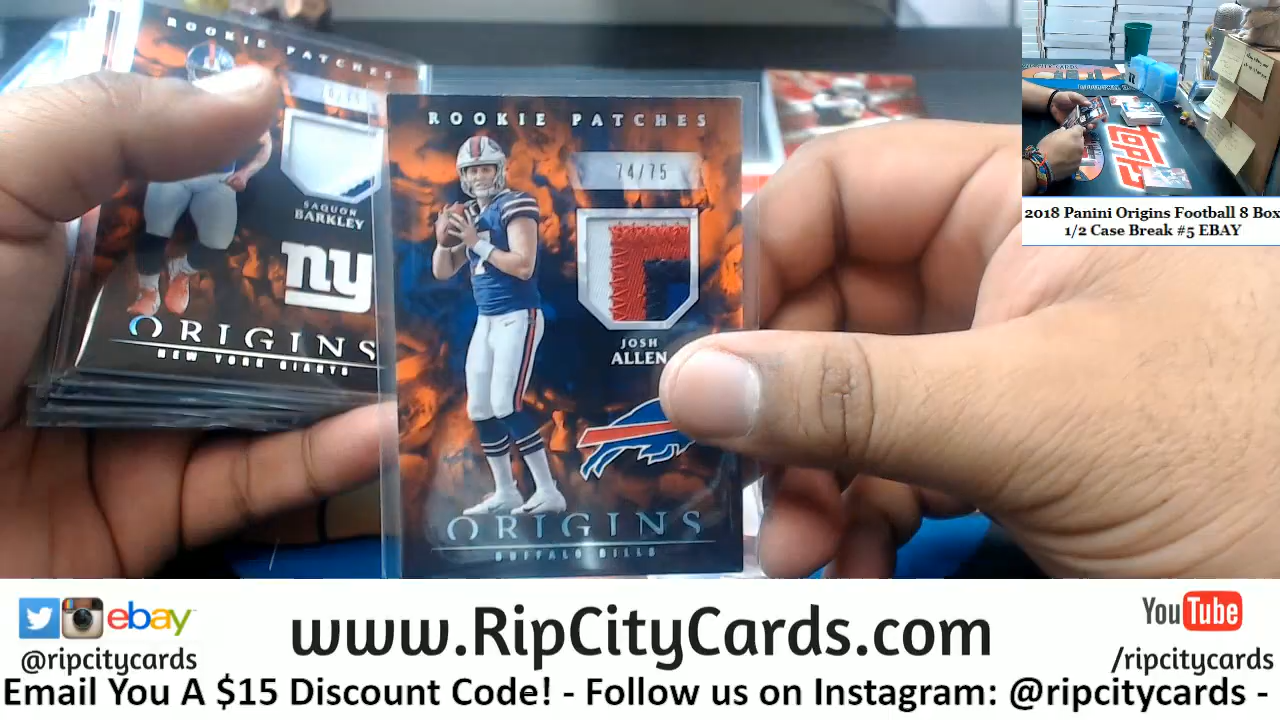 ROOKIE PATCHES
SAQUON
BARKLEY
ny
ORIGINS
NEW YORK GIANTS
ROOKIE PATCHES
74/75
JOSH
ALLEN
ORIGINS
BUFFALO BILLS
topps
2018 Panini Origins Football 8 Box
1/2 Case Break #5 EBAY
ebay
@ripcitycards
www.RipCityCards.com
YouTube
/ripcitycards
Email You A $15 Discount Code! - Follow us on Instagram: @ripcitycards -